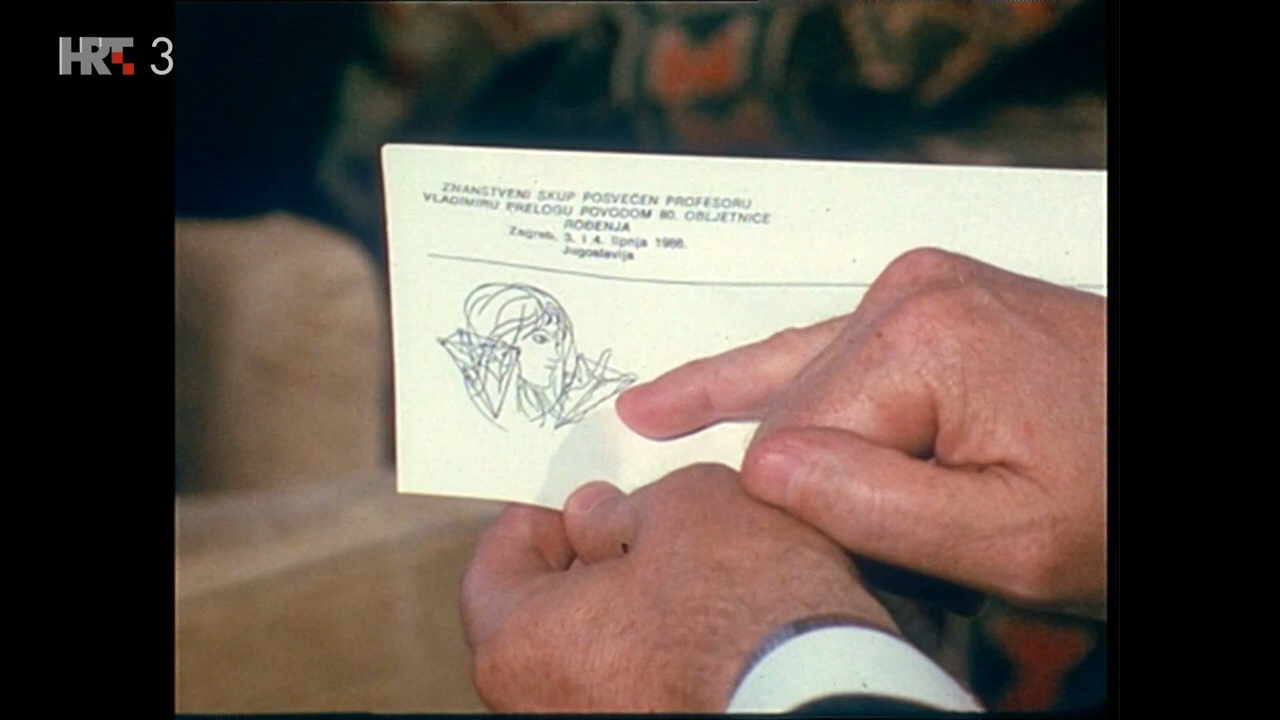 HRT 3
ZNANSTVENI SKUP POSVEĆEN PROFESORU
VLADIMIRU PRELOGU POVODOM 80. OBLJETNICE
ROĐENJA
Zagreb, 3. i 4. lipnja 1986.
Jugoslavija